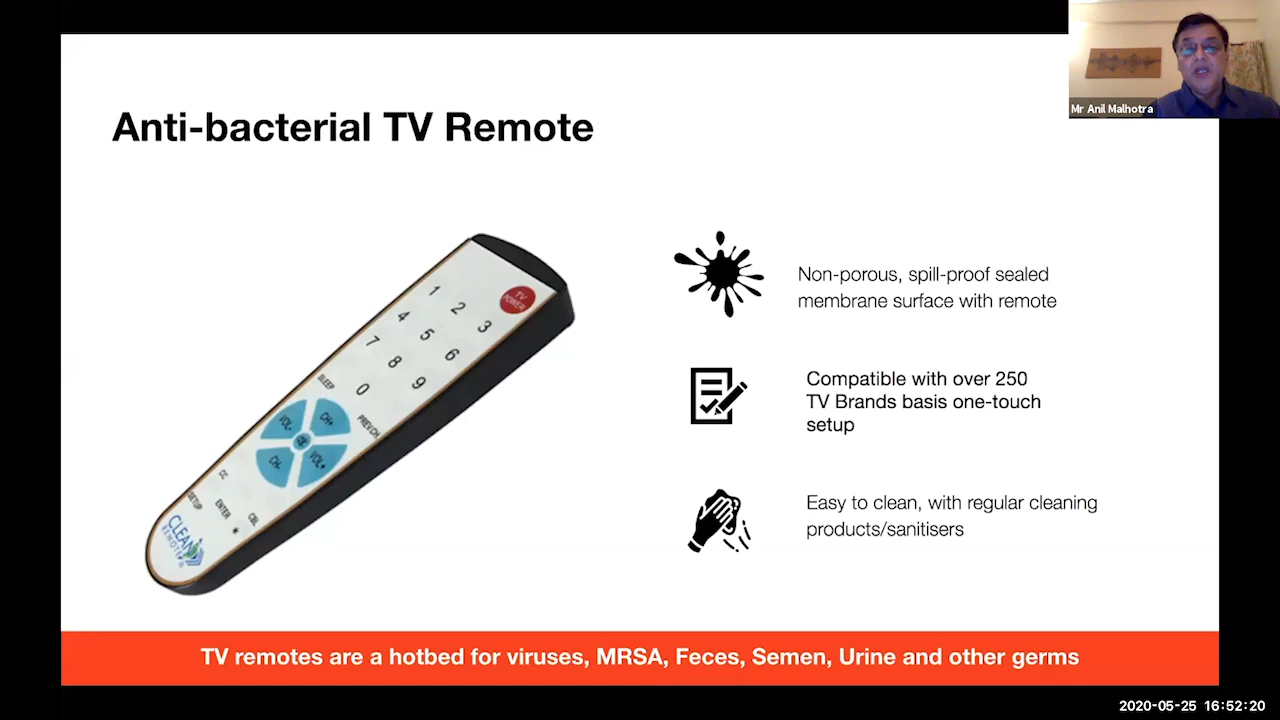 Mr Anil Malhotra
Anti-bacterial TV Remote
TV
POWER
1
2
3
4
5
6
7
8
9
0
SLEEP
PREV.CH
VOL-
CH+
CH-
VOL+
CC
SETUP
ENTER
CBL
CLEAN
REMOTE
Non-porous, spill-proof sealed
membrane surface with remote
Compatible with over 250
TV Brands basis one-touch
setup
Easy to clean, with regular cleaning
products/sanitisers
TV remotes are a hotbed for viruses, MRSA, Feces, Semen, Urine and other germs
2020-05-25 16:52:20